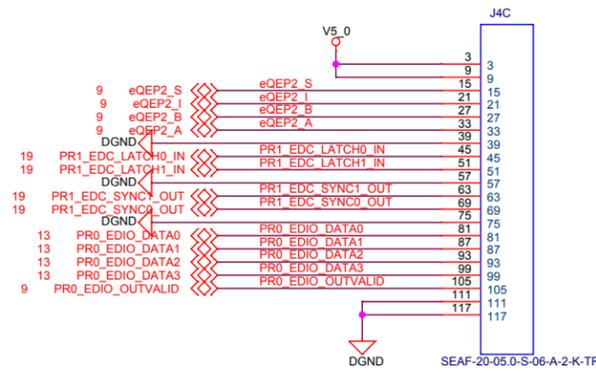 J4C
V5_0
3 3
9 9
9 eQEP2_S eQEP2_S 15 15
9 eQEP2_I eQEP2_I 21 21
9 eQEP2_B eQEP2_B 27 27
9 eQEP2_A eQEP2_A 33 33
DGND 39 39
19 PR1_EDC_LATCH0_IN PR1_EDC_LATCH0_IN 45 45
19 PR1_EDC_LATCH1_IN PR1_EDC_LATCH1_IN 51 51
DGND 57 57
19 PR1_EDC_SYNC1_OUT PR1_EDC_SYNC1_OUT 63 63
19 PR1_EDC_SYNC0_OUT PR1_EDC_SYNC0_OUT 69 69
DGND 75 75
13 PR0_EDIO_DATA0 PR0_EDIO_DATA0 81 81
13 PR0_EDIO_DATA1 PR0_EDIO_DATA1 87 87
13 PR0_EDIO_DATA2 PR0_EDIO_DATA2 93 93
13 PR0_EDIO_DATA3 PR0_EDIO_DATA3 99 99
9 PR0_EDIO_OUTVALID PR0_EDIO_OUTVALID 105 105
111 111
117 117
DGND
SEAF-20-05.0-S-06-A-2-K-TR